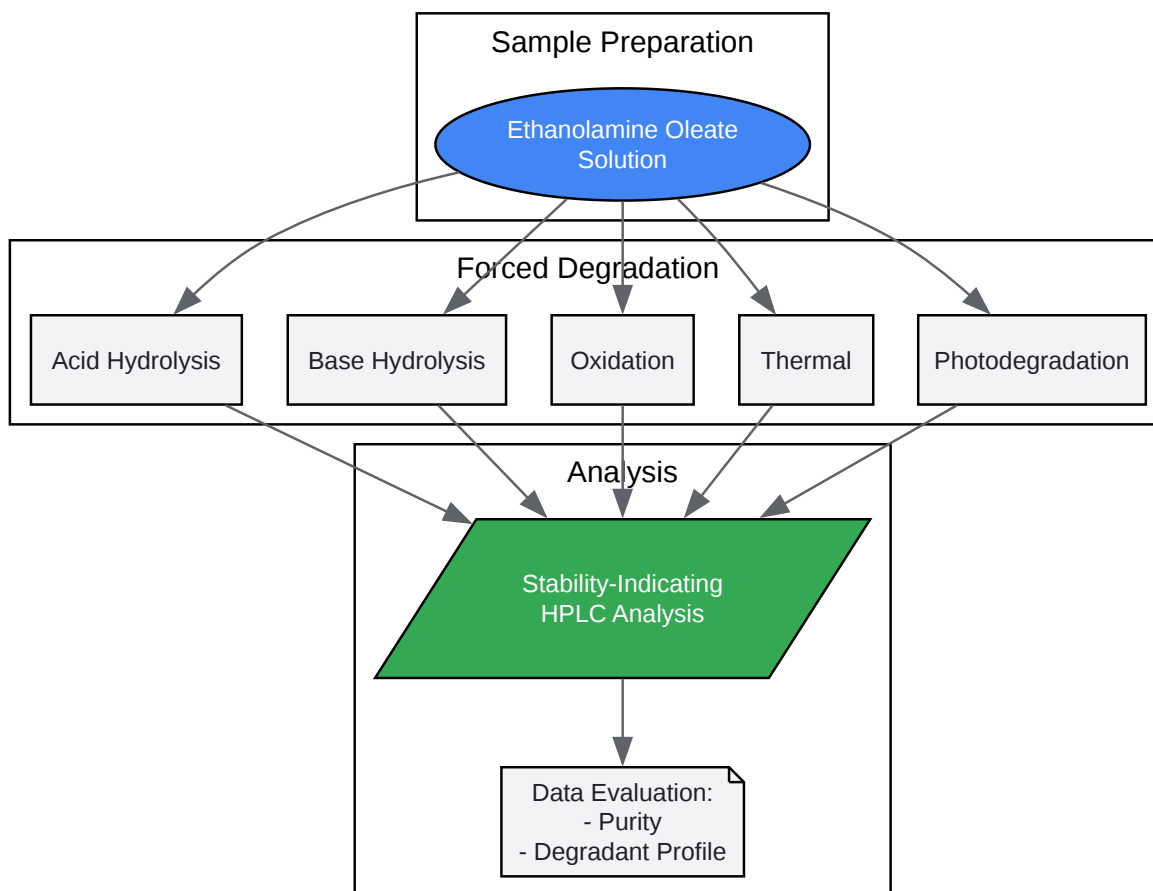 Sample Preparation
Ethanolamine Oleate
Solution
Forced Degradation
Acid Hydrolysis
Base Hydrolysis
Oxidation
Thermal
Photodegradation
Analysis
Stability-Indicating
HPLC Analysis
Data Evaluation:
- Purity
- Degradant Profile